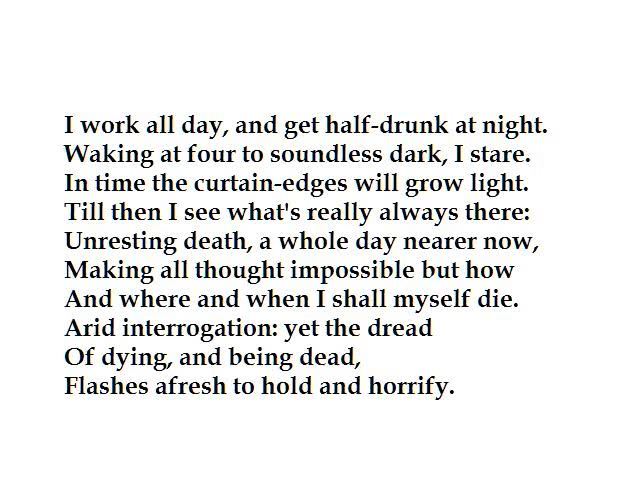 I work all day, and get half-drunk at night.
Waking at four to soundless dark, I stare.
In time the curtain-edges will grow light.
Till then I see what's really always there:
Unresting death, a whole day nearer now,
Making all thought impossible but how
And where and when I shall myself die.
Arid interrogation: yet the dread
Of dying, and being dead,
Flashes afresh to hold and horrify.